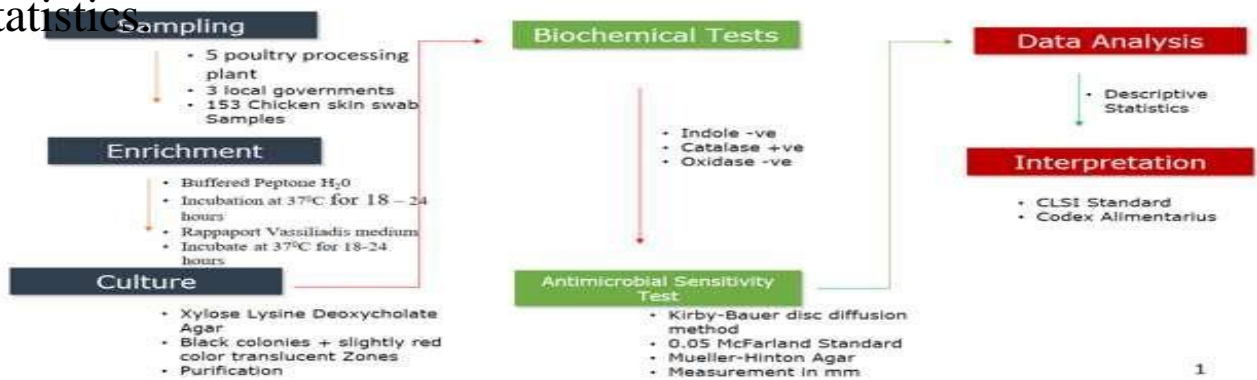 tatistics.
Sampling
• 5 poultry processing
plant
• 3 local governments
• 153 Chicken skin swab
Samples
Enrichment
• Buffered Peptone H₂0
• Incubation at 37⁰C for 18 – 24
hours
• Rappaport Vassiliadis medium
• Incubate at 37⁰C for 18-24
hours
Culture
• Xylose Lysine Deoxycholate
Agar
• Black colonies + slightly red
color translucent Zones
• Purification
Biochemical Tests
• Indole -ve
• Catalase +ve
• Oxidase -ve
Antimicrobial Sensitivity
Test
• Kirby-Bauer disc diffusion
method
• 0.05 McFarland Standard
• Mueller-Hinton Agar
• Measurement in mm
Data Analysis
• Descriptive
Statistics
Interpretation
• CLSI Standard
• Codex Alimentarius
1